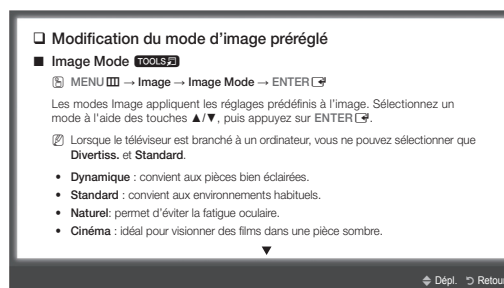 ❑ Modification du mode d'image préréglé
■ Image Mode TOOLS
MENU → Image → Image Mode → ENTER
Les modes Image appliquent les réglages prédéfinis à l'image. Sélectionnez un
mode à l'aide des touches ▲/▼, puis appuyez sur ENTER.
Lorsque le téléviseur est branché à un ordinateur, vous ne pouvez sélectionner que
Divertiss. et Standard.
• Dynamique : convient aux pièces bien éclairées.
• Standard : convient aux environnements habituels.
• Naturel: permet d'éviter la fatigue oculaire.
• Cinéma : idéal pour visionner des films dans une pièce sombre.
▼
Dépl. Retour